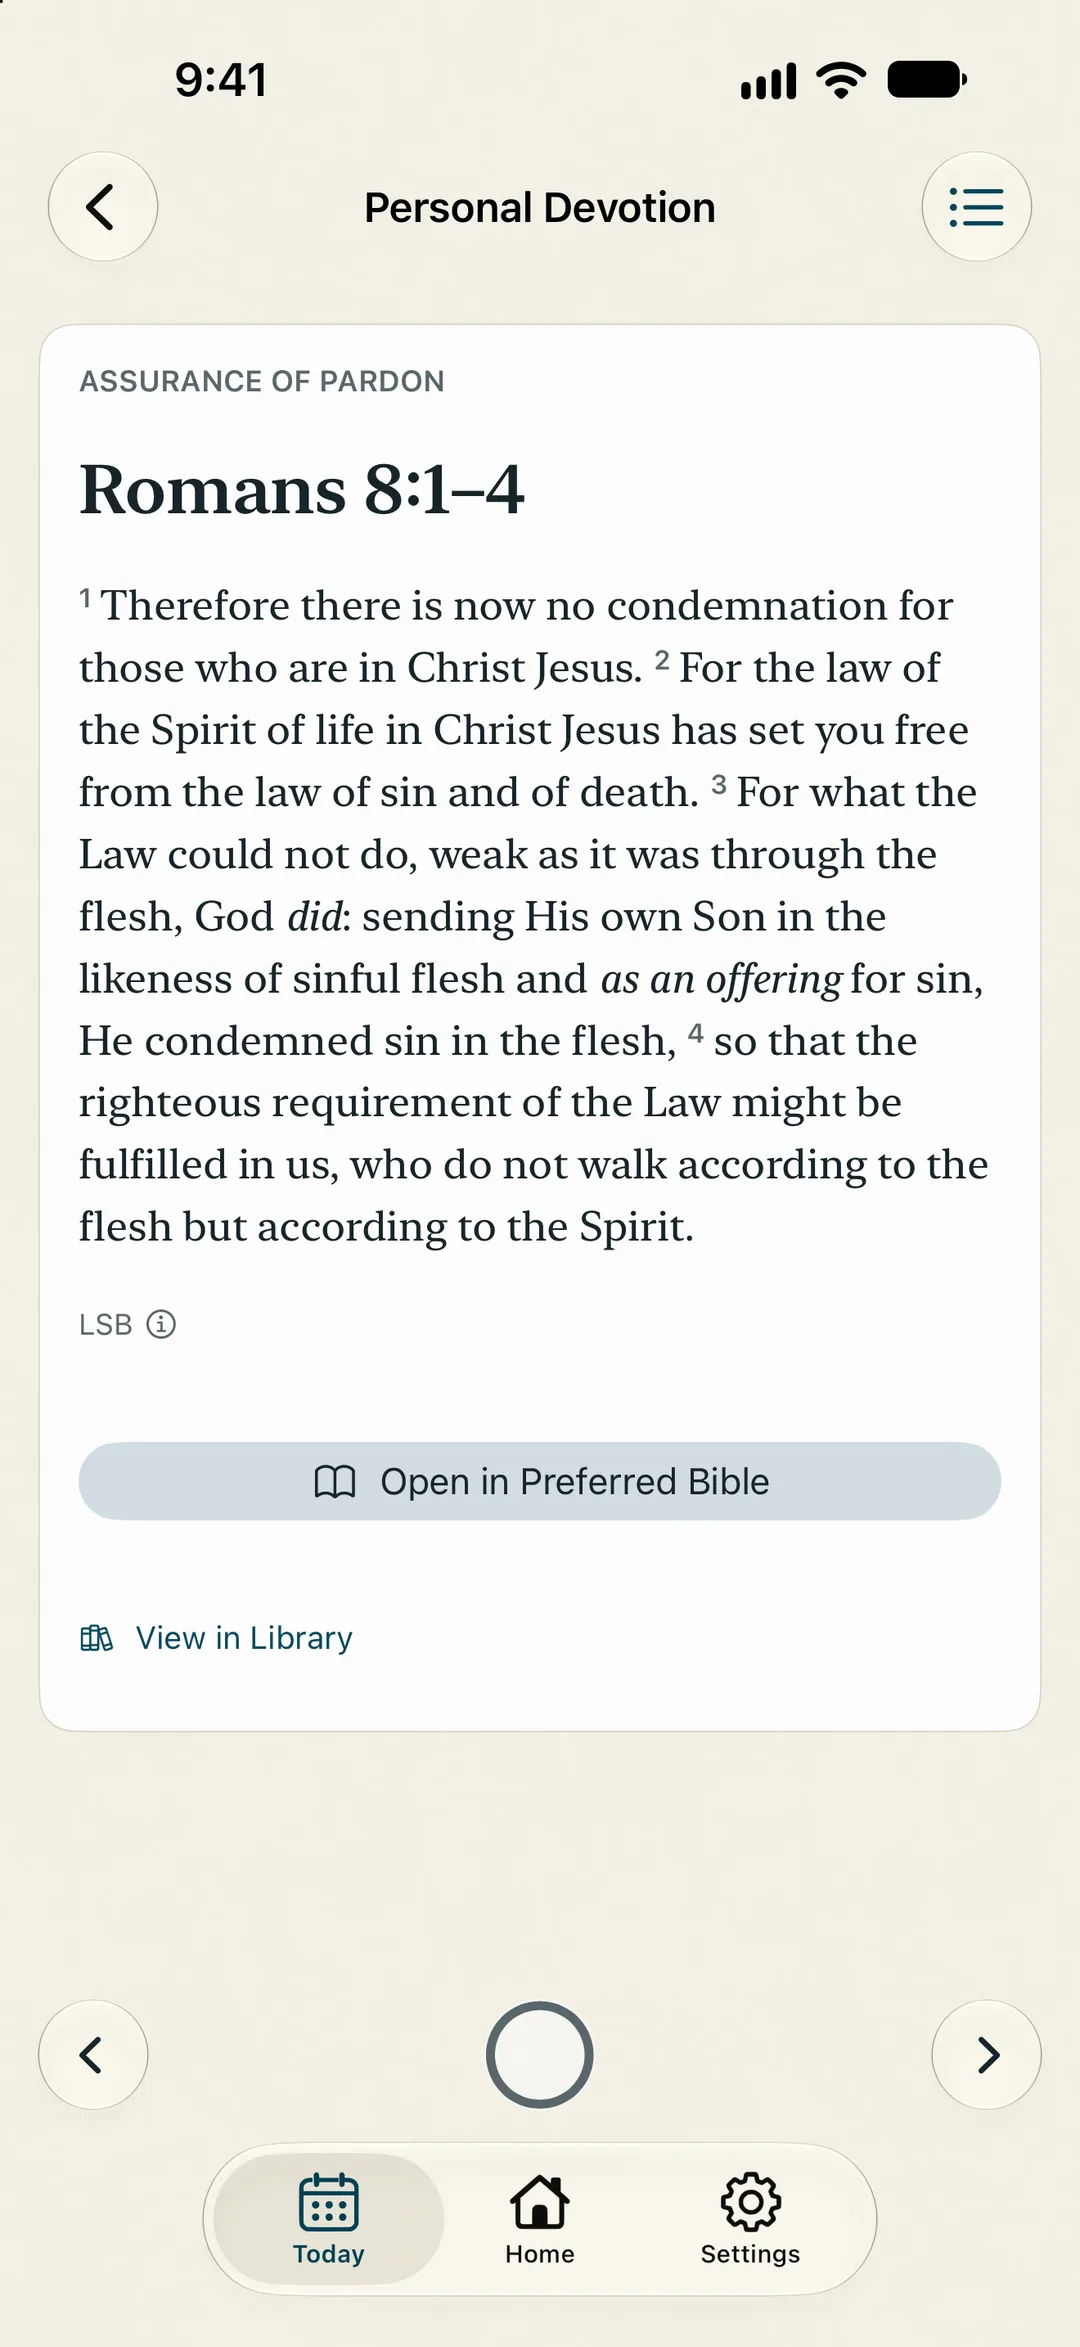 9:41
Personal Devotion
ASSURANCE OF PARDON
Romans 8:1–4
1 Therefore there is now no condemnation for
those who are in Christ Jesus. 2 For the law of
the Spirit of life in Christ Jesus has set you free
from the law of sin and of death. 3 For what the
Law could not do, weak as it was through the
flesh, God did: sending His own Son in the
likeness of sinful flesh and as an offering for sin,
He condemned sin in the flesh, 4 so that the
righteous requirement of the Law might be
fulfilled in us, who do not walk according to the
flesh but according to the Spirit.
LSB
Open in Preferred Bible
View in Library
Today
Home
Settings